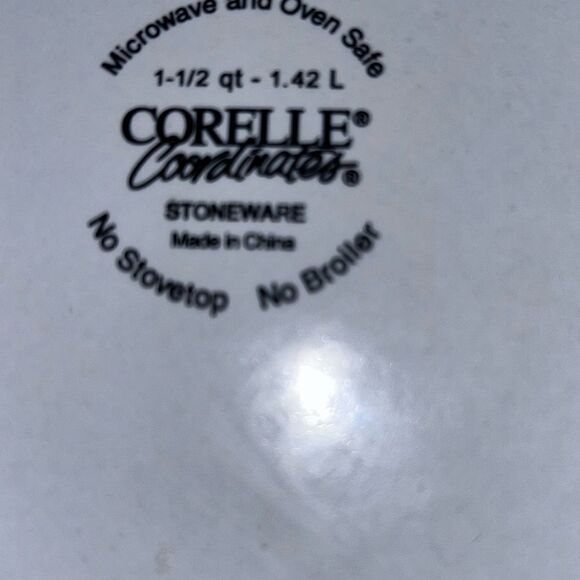 Microwave and Oven Safe
1-1/2 qt - 1.42 L
CORELLE®
Coordinates®
STONEWARE
Made in China
No Stovetop No Broiler